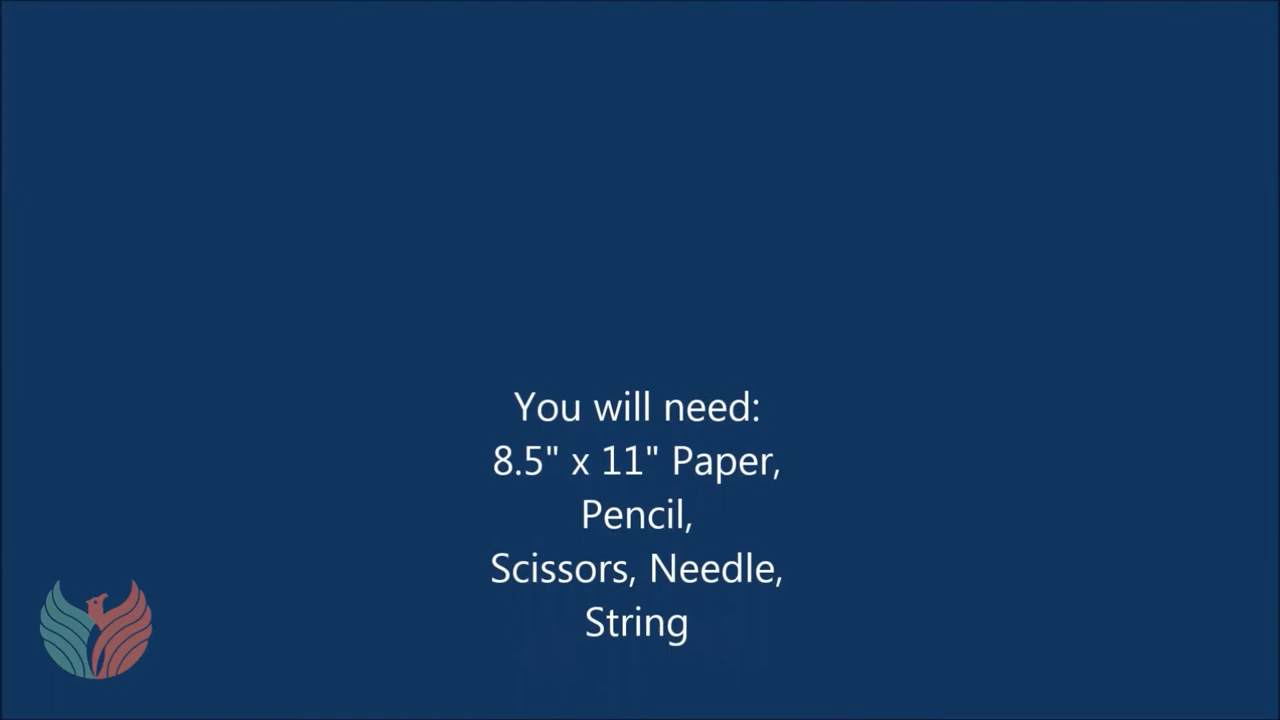 You will need:
8.5" x 11" Paper,
Pencil,
Scissors, Needle,
String